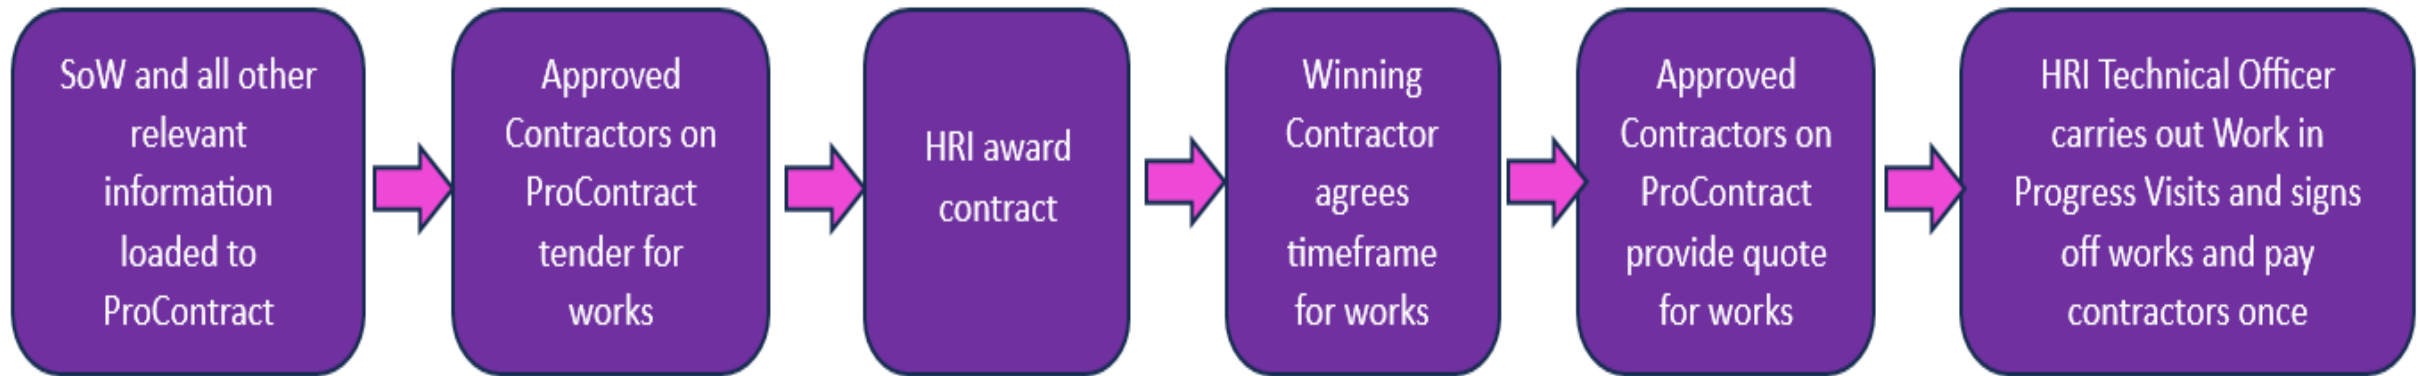 SoW and all other
relevant
information
loaded to
ProContract
Approved
Contractors on
ProContract
tender for
works
HRI award
contract
Winning
Contractor
agrees
timeframe
for works
Approved
Contractors on
ProContract
provide quote
for works
HRI Technical Officer
carries out Work in
Progress Visits and signs
off works and pay
contractors once